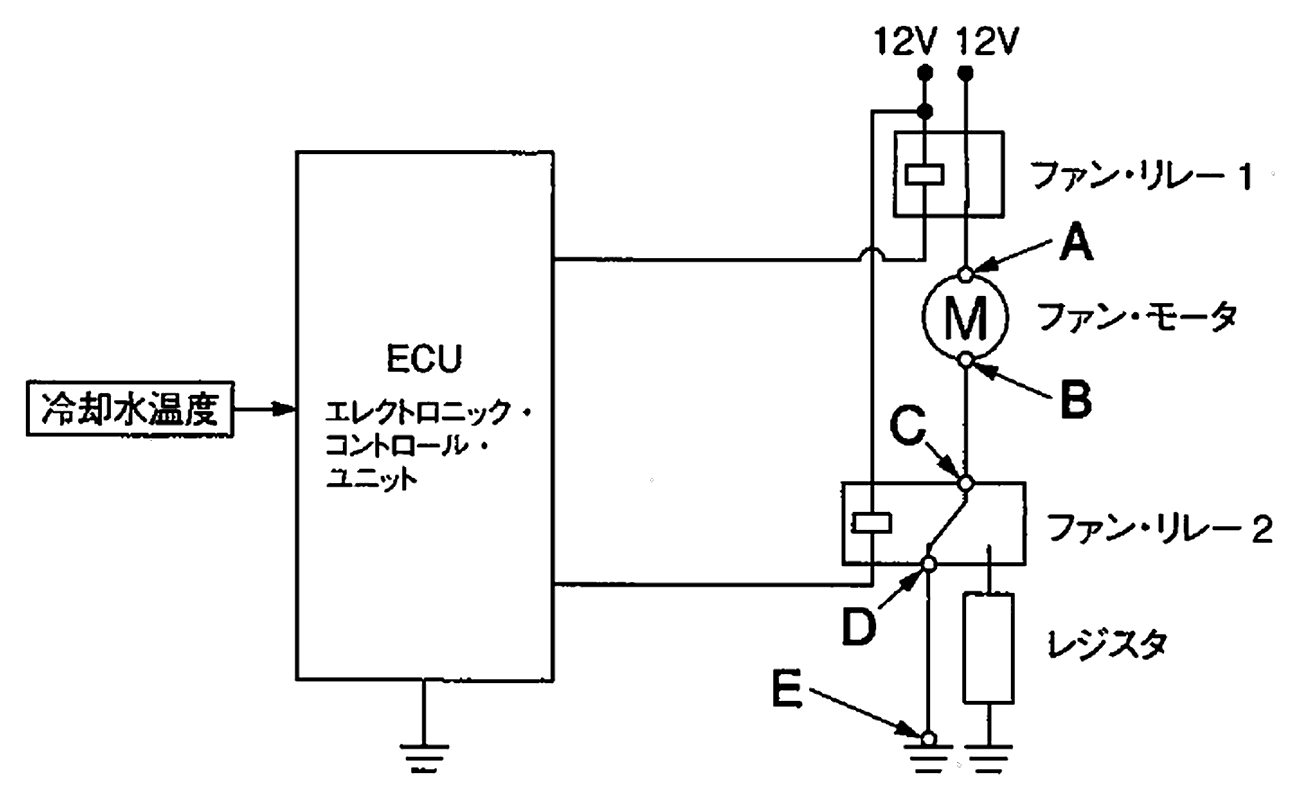 12V 12V
ファン・リレー 1
A
M
ファン・モータ
B
ECU
エレクトロニック・
コントロール・
ユニット
冷却水温度
C
ファン・リレー 2
D
レジスタ
E